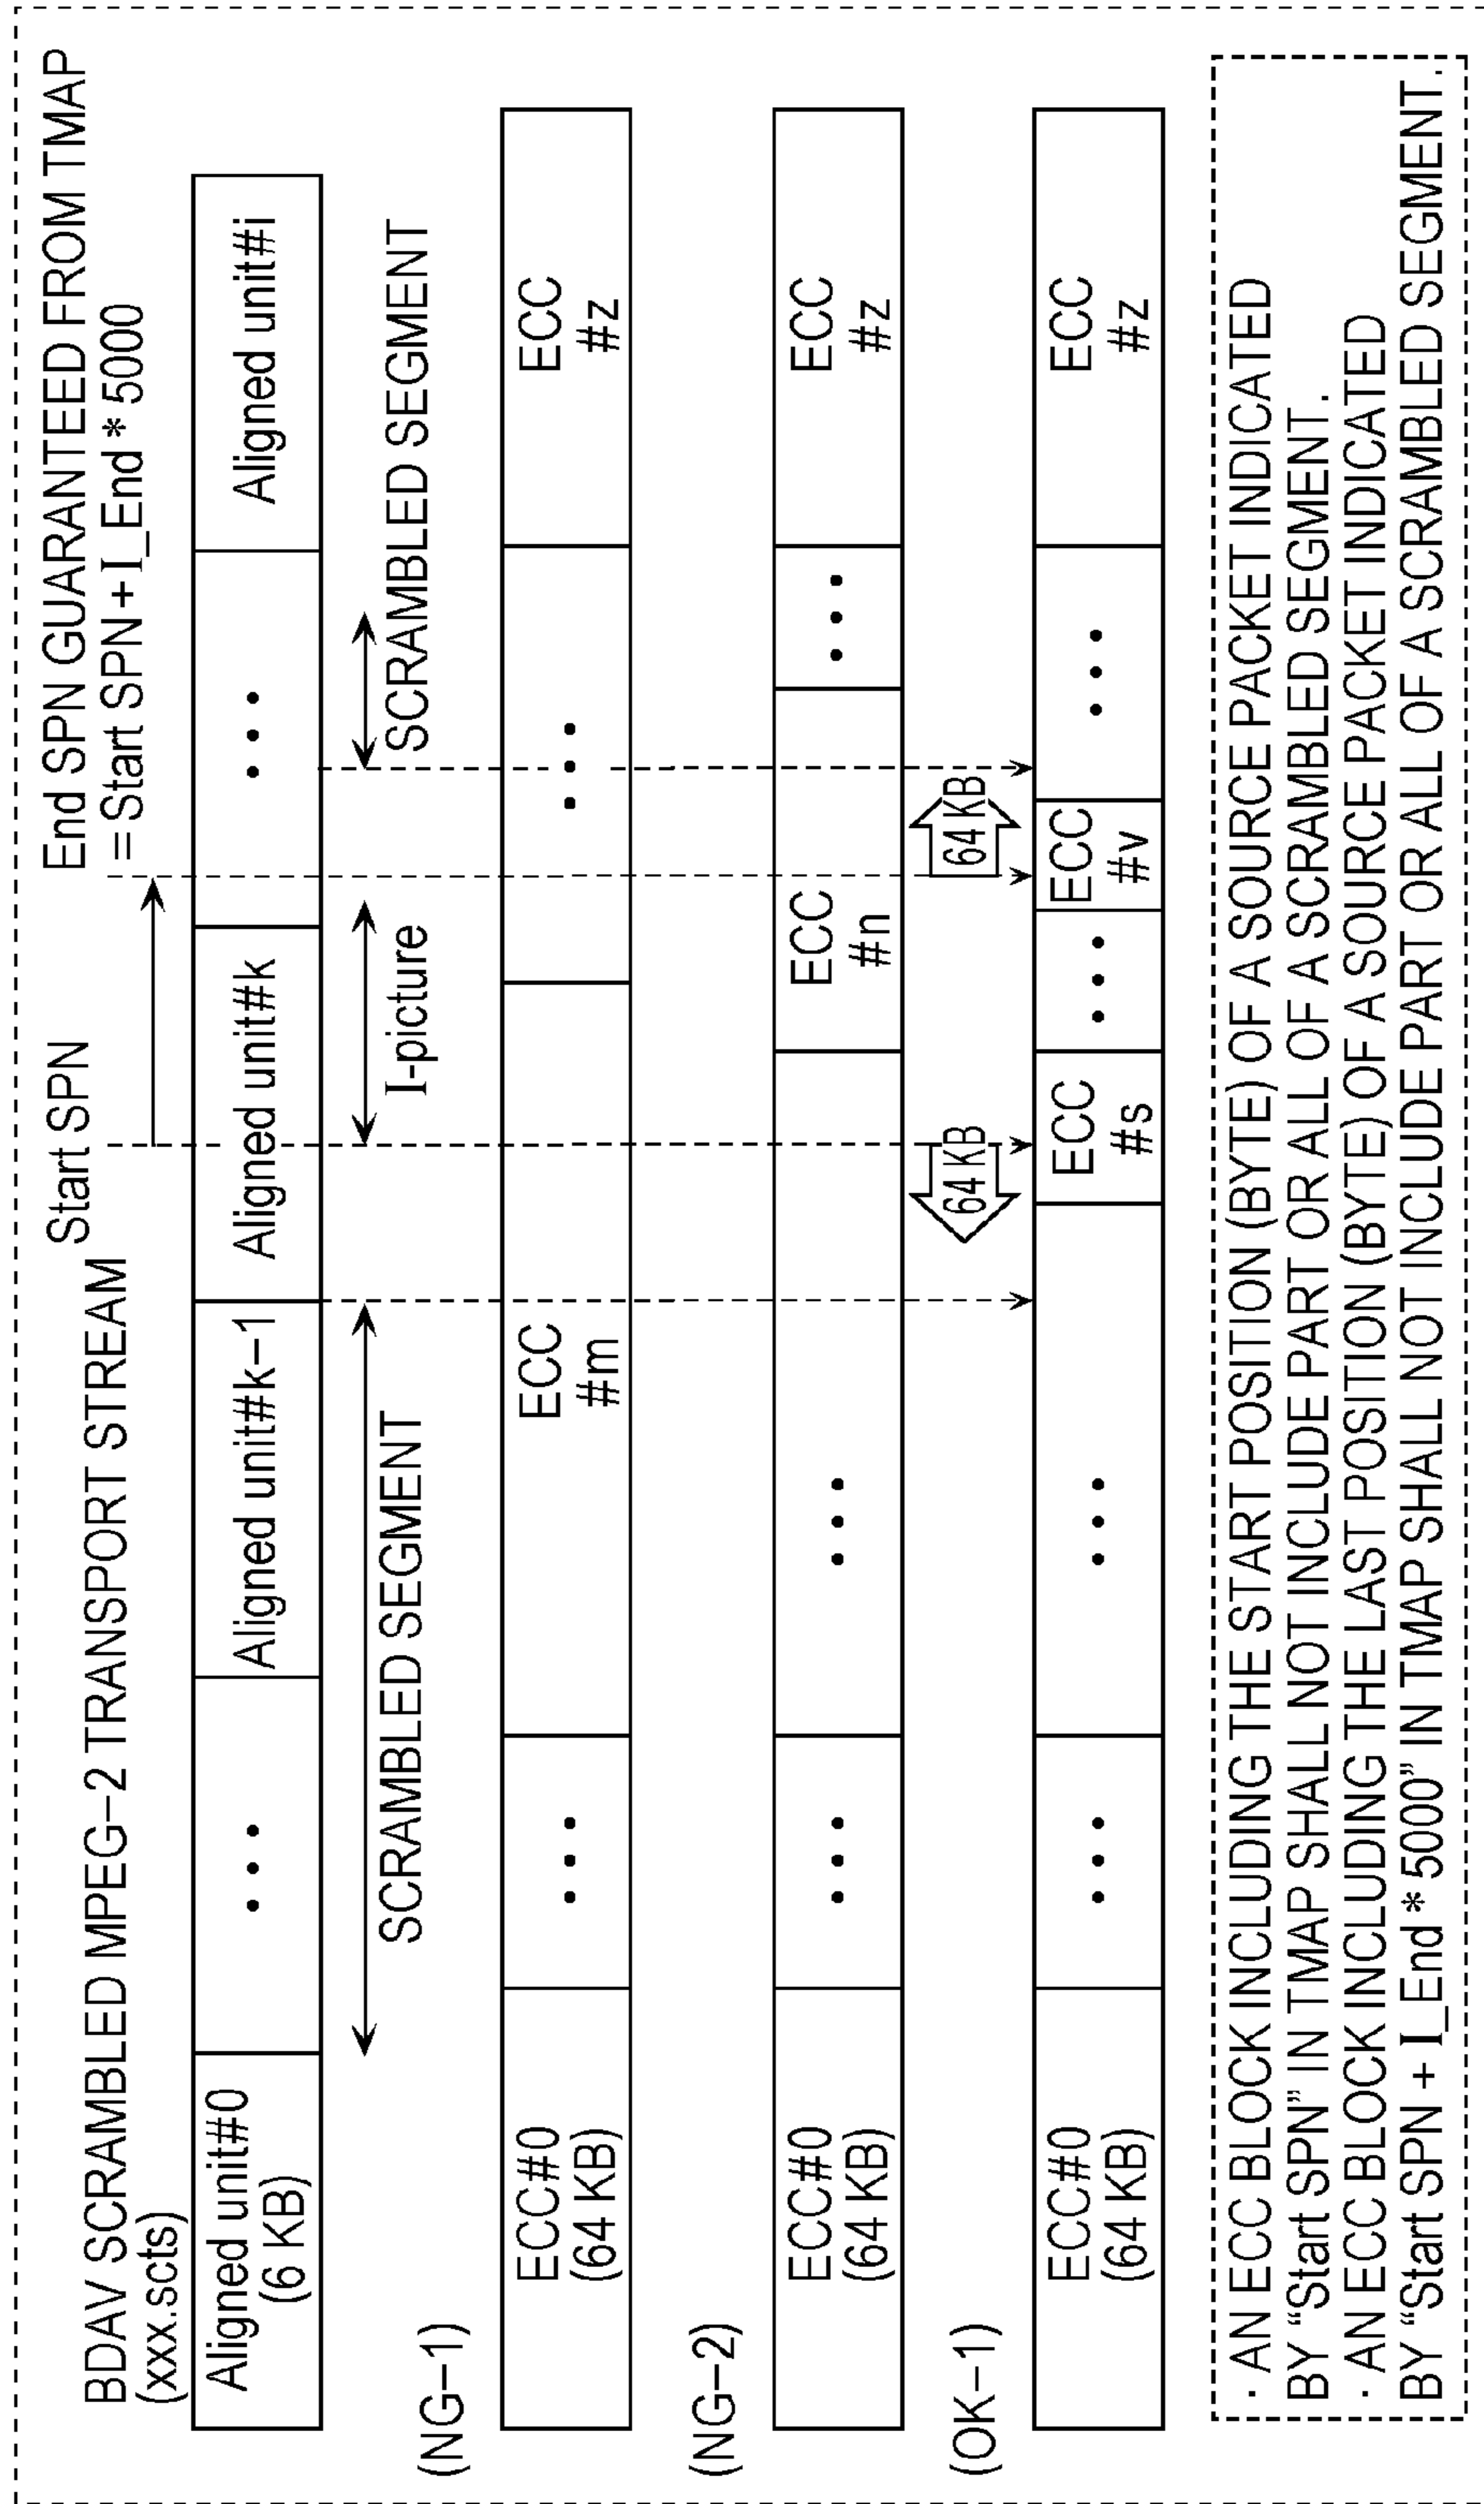 BDAV SCRAMBLED MPEG-2 TRANSPORT STREAM
(xxx.scts)
Start SPN
End SPN GUARANTEED FROM TMAP
=Start SPN+I_End * 5000
Aligned unit#0
(6 KB)
• • •
Aligned unit#k-1
Aligned unit#k
• • •
Aligned unit#i
SCRAMBLED SEGMENT
I-picture
SCRAMBLED SEGMENT
(NG-1)
ECC#0
(64 KB)
• • •
ECC
#m
• • •
ECC
#z
(NG-2)
ECC#0
(64 KB)
• • •
• • •
ECC
#n
• • •
ECC
#z
64 KB
64 KB
(OK-1)
ECC#0
(64 KB)
• • •
• • •
ECC
#s
• • •
ECC
#v
• • •
ECC
#z
· AN ECC BLOCK INCLUDING THE START POSITION (BYTE) OF A SOURCE PACKET INDICATED
BY “Start SPN” IN TMAP SHALL NOT INCLUDE PART OR ALL OF A SCRAMBLED SEGMENT.
· AN ECC BLOCK INCLUDING THE LAST POSITION (BYTE) OF A SOURCE PACKET INDICATED
BY “Start SPN + I_End * 5000” IN TMAP SHALL NOT INCLUDE PART OR ALL OF A SCRAMBLED SEGMENT.